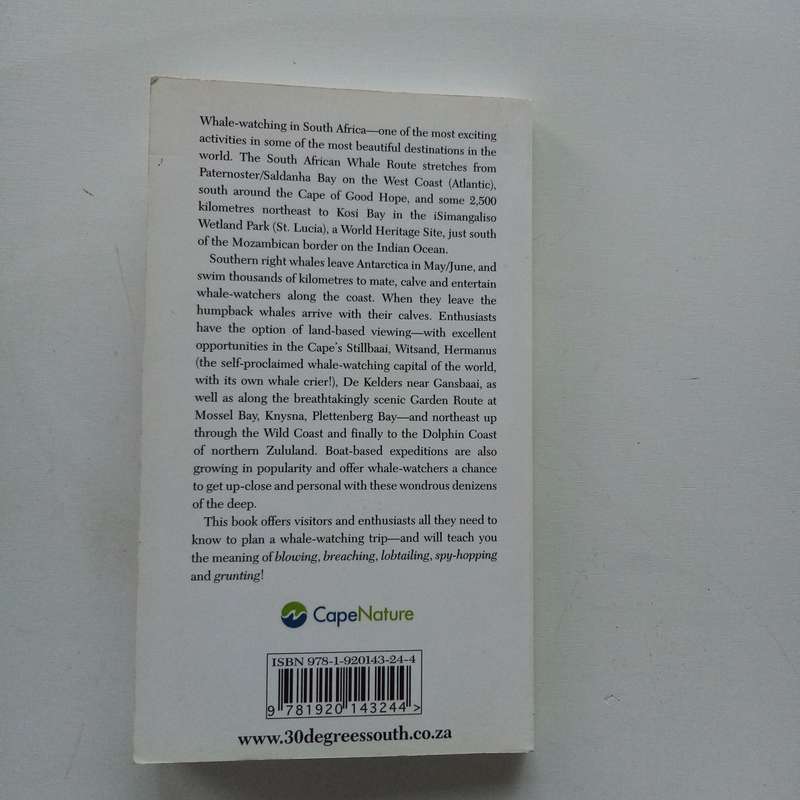 Whale-watching in South Africa—one of the most exciting
activities in some of the most beautiful destinations in the
world. The South African Whale Route stretches from
Paternoster/Saldanha Bay on the West Coast (Atlantic),
south around the Cape of Good Hope, and some 2,500
kilometres northeast to Kosi Bay in the iSimangaliso
Wetland Park (St. Lucia), a World Heritage Site, just south
of the Mozambican border on the Indian Ocean.
Southern right whales leave Antarctica in May/June, and
swim thousands of kilometres to mate, calve and entertain
whale-watchers along the coast. When they leave the
humpback whales arrive with their calves. Enthusiasts
have the option of land-based viewing—with excellent
opportunities in the Cape's Stillbaai, Witsand, Hermanus
(the self-proclaimed whale-watching capital of the world,
with its own whale crier!), De Kelders near Gansbaai, as
well as along the breathtakingly scenic Garden Route at
Mossel Bay, Knysna, Plettenberg Bay—and northeast up
through the Wild Coast and finally to the Dolphin Coast
of northern Zululand. Boat-based expeditions are also
growing in popularity and offer whale-watchers a chance
to get up-close and personal with these wondrous denizens
of the deep.
This book offers visitors and enthusiasts all they need to
know to plan a whale-watching trip—and will teach you
the meaning of blowing, breaching, lobtailing, spy-hopping
and grunting!
CapeNature
ISBN 978-1-920143-24-4
9 781920 143244 >
www.30degreessouth.co.za